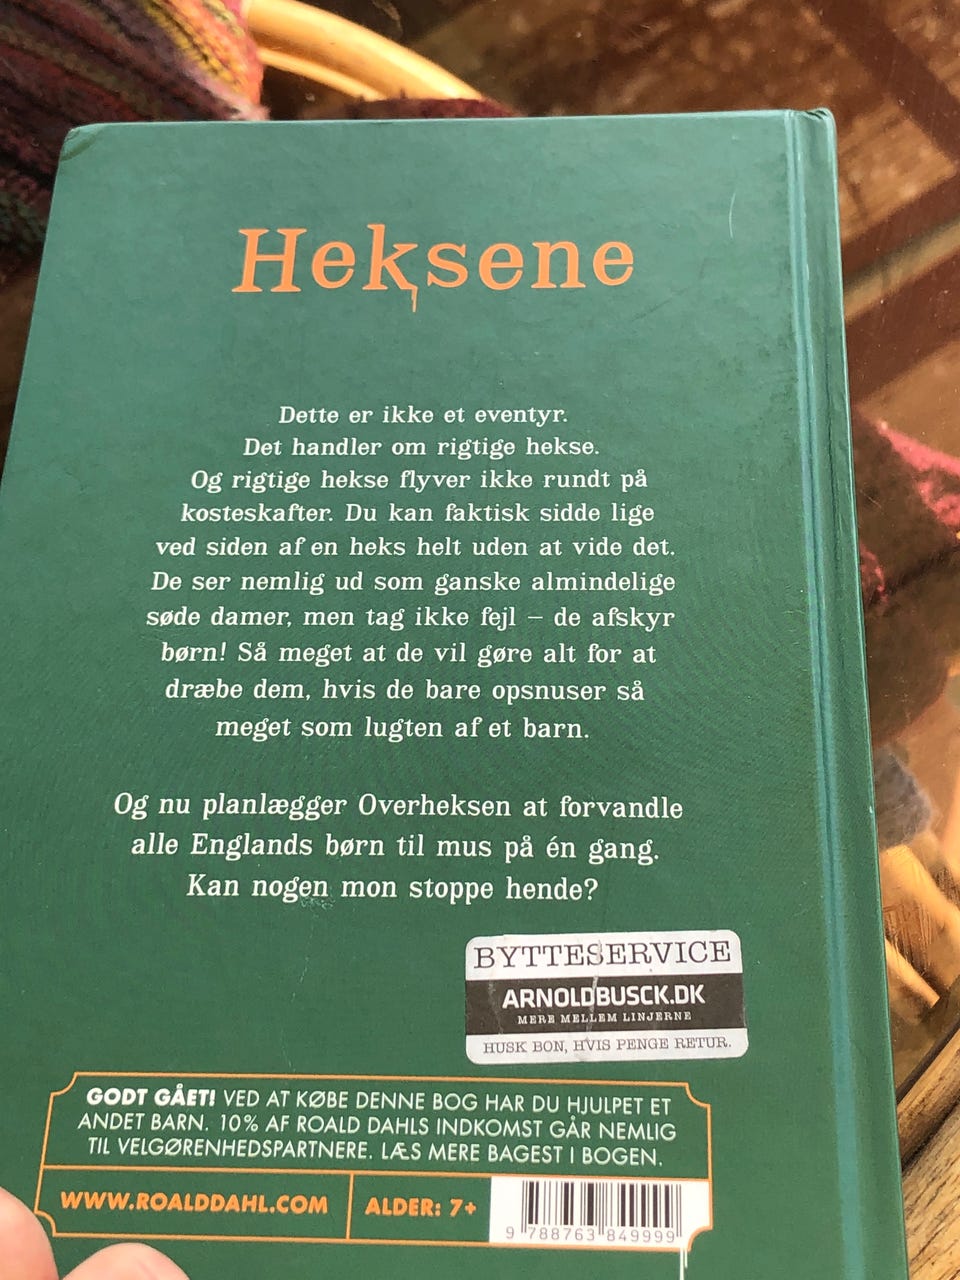 Heksene
Dette er ikke et eventyr.
Det handler om rigtige hekse.
Og rigtige hekse flyver ikke rundt på
kosteskafter. Du kan faktisk sidde lige
ved siden af en heks helt uden at vide det.
De ser nemlig ud som ganske almindelige
søde damer, men tag ikke fejl – de afskyr
børn! Så meget at de vil gøre alt for at
dræbe dem, hvis de bare opsnuser så
meget som lugten af et barn.
Og nu planlægger Overheksen at forvandle
alle Englands børn til mus på én gang.
Kan nogen mon stoppe hende?
BYTTESERVICE
ARNOLDBUSCK.DK
MERE MELLEM LINJERNE
HUSK BON, HVIS PENGE RETUR.
GODT GÅET! VED AT KØBE DENNE BOG HAR DU HJULPET ET
ANDET BARN. 10% AF ROALD DAHLS INDKOMST GÅR NEMLIG
TIL VELGØRENHEDSPARTNERE. LÆS MERE BAGEST I BOGEN.
WWW.ROALDDAHL.COM
ALDER: 7+
9 788763 849999